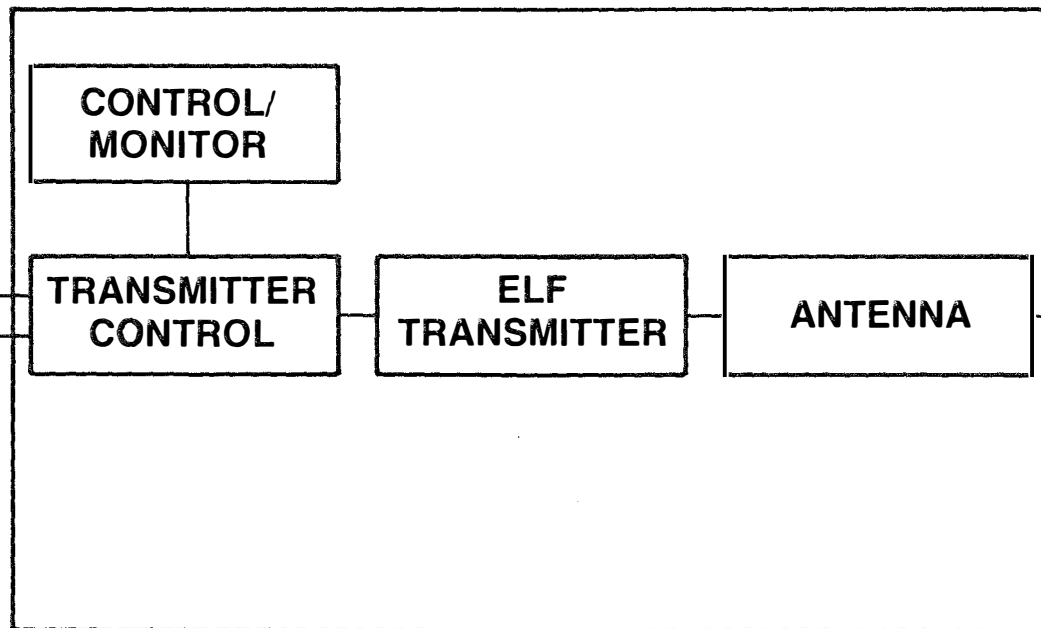 CONTROL/
MONITOR
TRANSMITTER
CONTROL
ELF
TRANSMITTER
ANTENNA